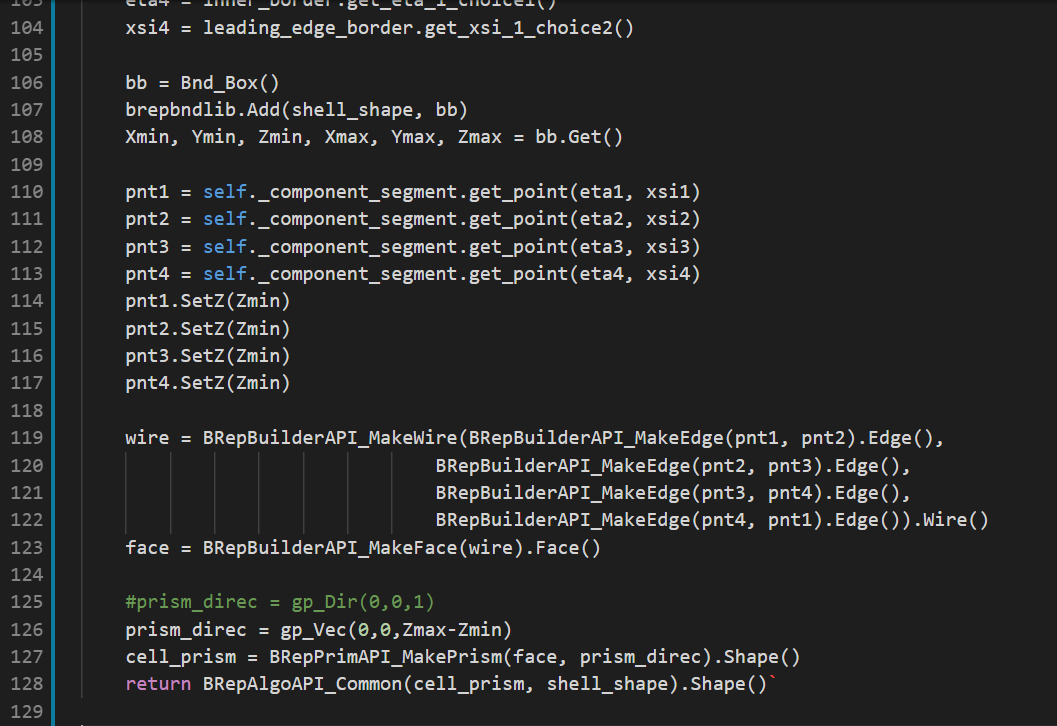 103 eta4 = inner_border.get_eta_1_choice1()
104 xsi4 = leading_edge_border.get_xsi_1_choice2()
105
106 bb = Bnd_Box()
107 brepbndlib.Add(shell_shape, bb)
108 Xmin, Ymin, Zmin, Xmax, Ymax, Zmax = bb.Get()
109
110 pnt1 = self._component_segment.get_point(eta1, xsi1)
111 pnt2 = self._component_segment.get_point(eta2, xsi2)
112 pnt3 = self._component_segment.get_point(eta3, xsi3)
113 pnt4 = self._component_segment.get_point(eta4, xsi4)
114 pnt1.SetZ(Zmin)
115 pnt2.SetZ(Zmin)
116 pnt3.SetZ(Zmin)
117 pnt4.SetZ(Zmin)
118
119 wire = BRepBuilderAPI_MakeWire(BRepBuilderAPI_MakeEdge(pnt1, pnt2).Edge(),
120 BRepBuilderAPI_MakeEdge(pnt2, pnt3).Edge(),
121 BRepBuilderAPI_MakeEdge(pnt3, pnt4).Edge(),
122 BRepBuilderAPI_MakeEdge(pnt4, pnt1).Edge()).Wire()
123 face = BRepBuilderAPI_MakeFace(wire).Face()
124
125 #prism_direc = gp_Dir(0,0,1)
126 prism_direc = gp_Vec(0,0,Zmax-Zmin)
127 cell_prism = BRepPrimAPI_MakePrism(face, prism_direc).Shape()
128 return BRepAlgoAPI_Common(cell_prism, shell_shape).Shape()`
129